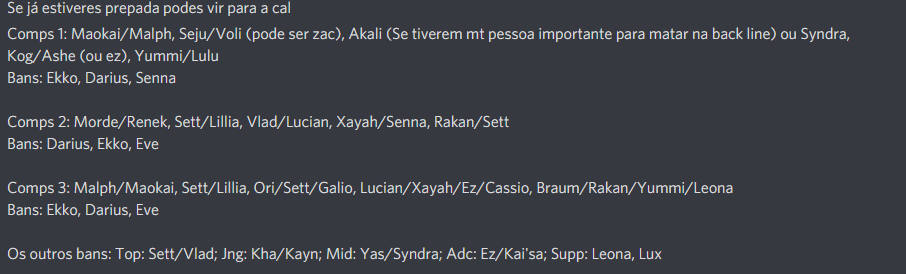 Se já estiveres prepada podes vir para a cal
Comps 1: Maokai/Malph, Seju/Voli (pode ser zac), Akali (Se tiverem mt pessoa importante para matar na back line) ou Syndra,
Kog/Ashe (ou ez), Yummi/Lulu
Bans: Ekko, Darius, Senna
Comps 2: Morde/Renek, Sett/Lillia, Vlad/Lucian, Xayah/Senna, Rakan/Sett
Bans: Darius, Ekko, Eve
Comps 3: Malph/Maokai, Sett/Lillia, Ori/Sett/Galio, Lucian/Xayah/Ez/Cassio, Braum/Rakan/Yummi/Leona
Bans: Ekko, Darius, Eve
Os outros bans: Top: Sett/Vlad; Jng: Kha/Kayn; Mid: Yas/Syndra; Adc: Ez/Kai'sa; Supp: Leona, Lux